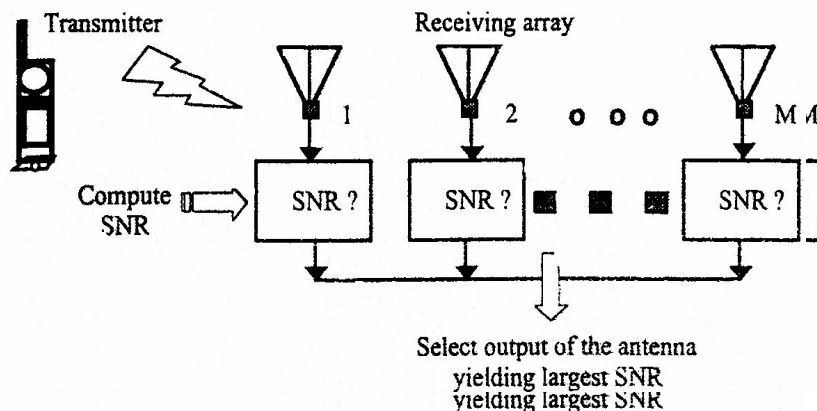 Transmitter
Receiving array
1
2
M M
Compute
SNR
SNR ?
SNR ?
SNR ?
Select output of the antenna
yielding largest SNR
yielding largest SNR